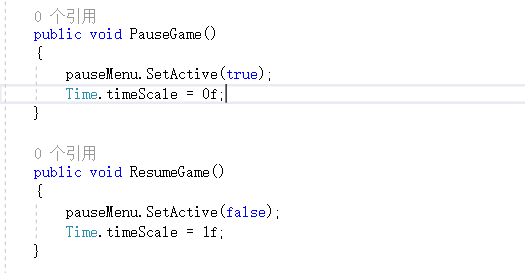 0 个引用
public void PauseGame()
{
pauseMenu.SetActive(true);
Time.timeScale = 0f;
}
0 个引用
public void ResumeGame()
{
pauseMenu.SetActive(false);
Time.timeScale = 1f;
}